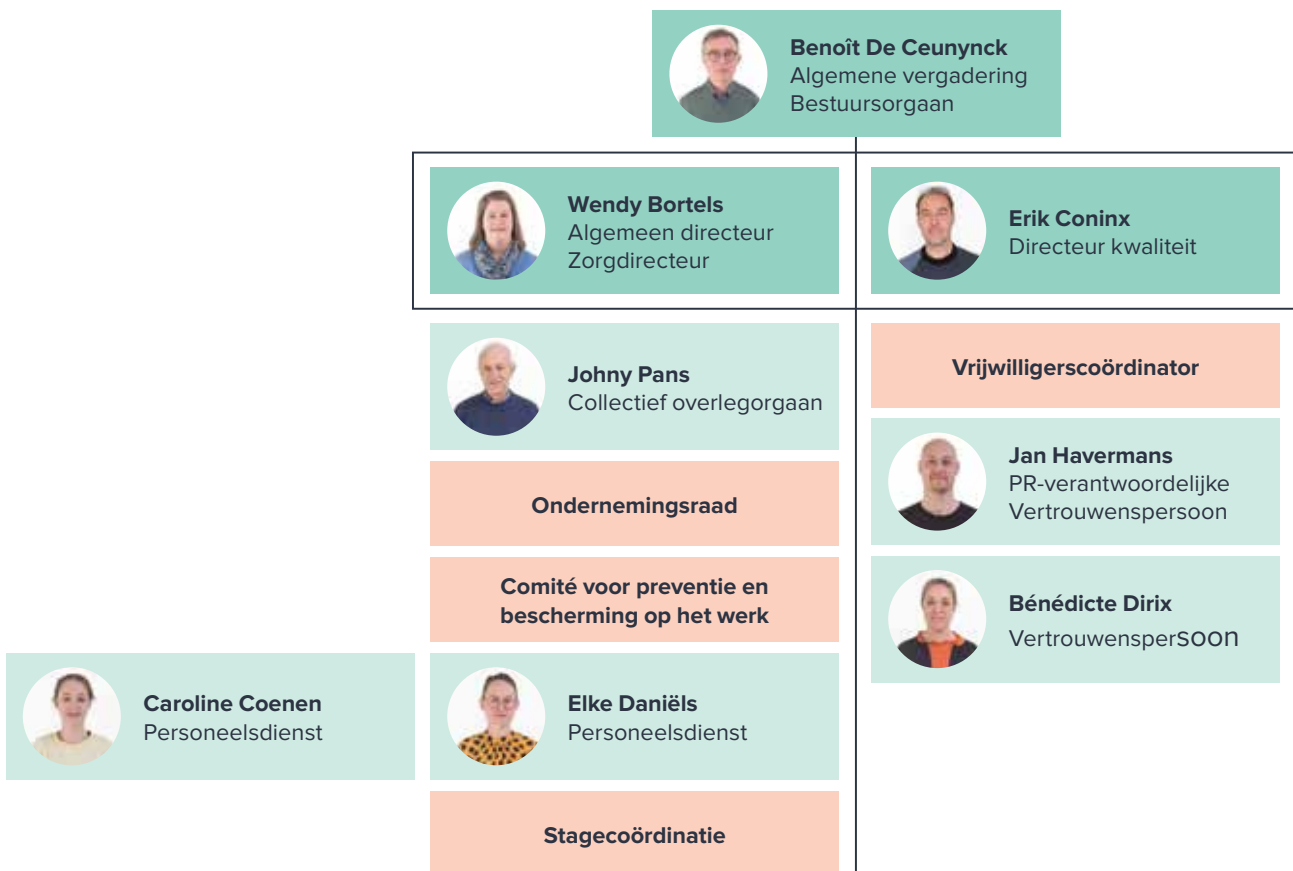 Benoît De Ceunynck
Algemene vergadering
Bestuursorgaan
Wendy Bortels
Algemeen directeur
Zorgdirecteur
Erik Coninx
Directeur kwaliteit
Johny Pans
Collectief overlegorgaan
Vrijwilligerscoördinator
Ondernemingsraad
Jan Havermans
PR-verantwoordelijke
Vertrouwenspersoon
Comité voor preventie en
bescherming op het werk
Bénédicte Dirix
Vertrouwenspersoon
Caroline Coenen
Personeelsdienst
Elke Daniëls
Personeelsdienst
Stagecoördinatie